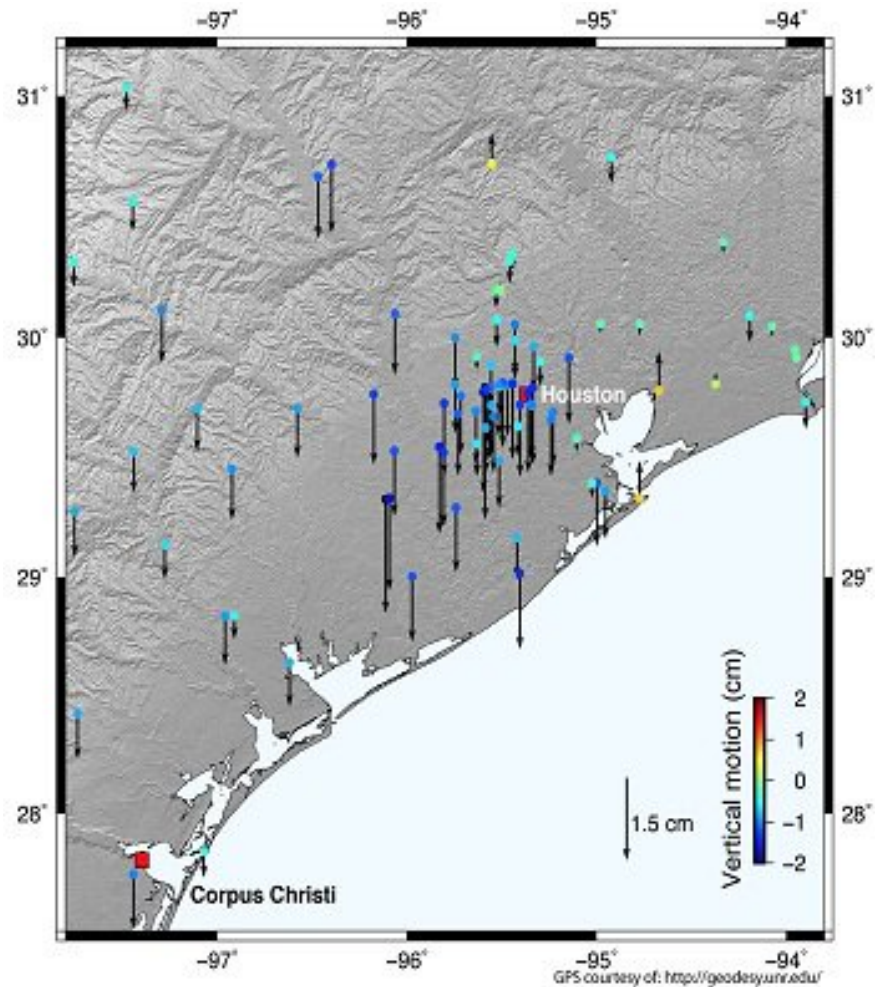 −97° −96° −95° −94°
31° 31°
30° 30°
Houston
29° 29°
28° 28°
1.5 cm
Vertical motion (cm)
2
1
0
−1
−2
Corpus Christi
−97° −96° −95° −94°
GPS courtesy of: http://geodesy.unr.edu/